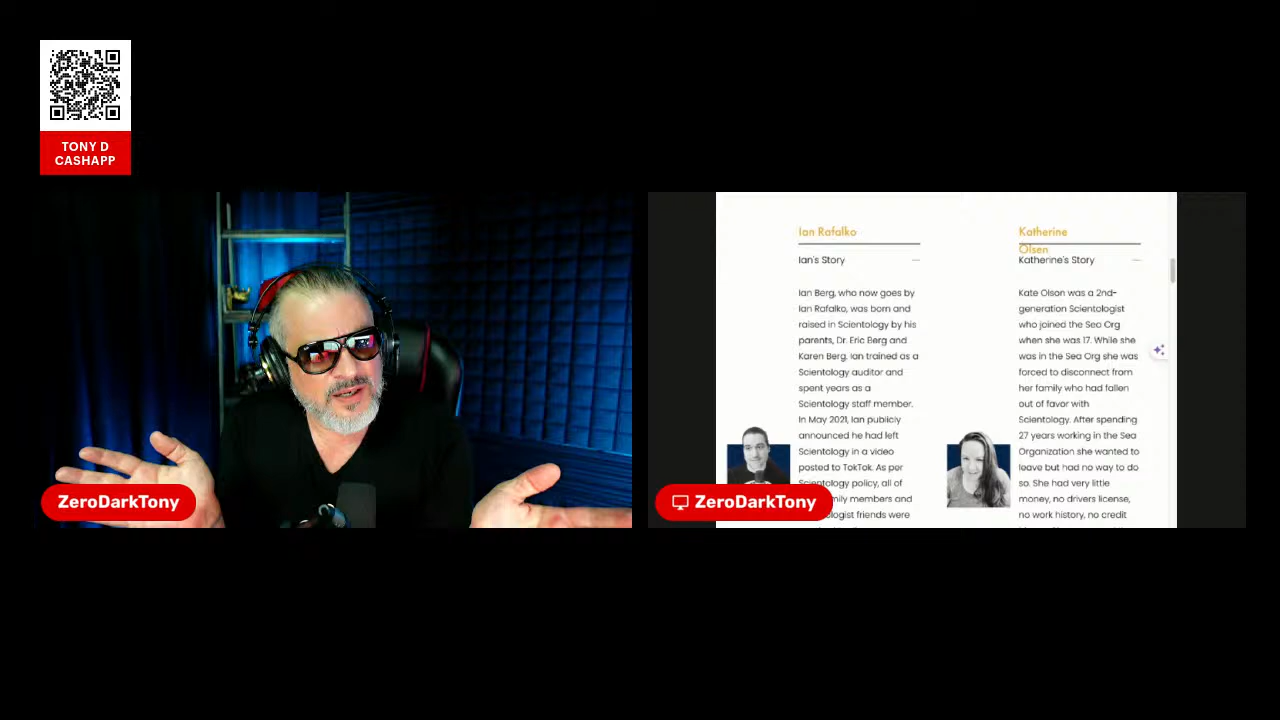 TONY D
CASHAPP
ZeroDarkTony
Ian Rafalko
Ian's Story
Ian Berg, who now goes by
Ian Rafalko, was born and
raised in Scientology by his
parents, Dr. Eric Berg and
Karen Berg. Ian trained as a
Scientology auditor and
spent years as a
Scientology staff member.
In May 2021, Ian publicly
announced he had left
Scientology in a video
posted to TokTok. As per
Scientology policy, all of
mily members and
ologist friends were
Katherine
Olsen
Katherine's Story
Kate Olson was a 2nd-
generation Scientologist
who joined the Sea Org
when she was 17. While she
was in the Sea Org she was
forced to disconnect from
her family who had fallen
out of favor with
Scientology. After spending
27 years working in the Sea
Organization she wanted to
leave but had no way to do
so. She had very little
money, no drivers license,
no work history, no credit
ZeroDarkTony